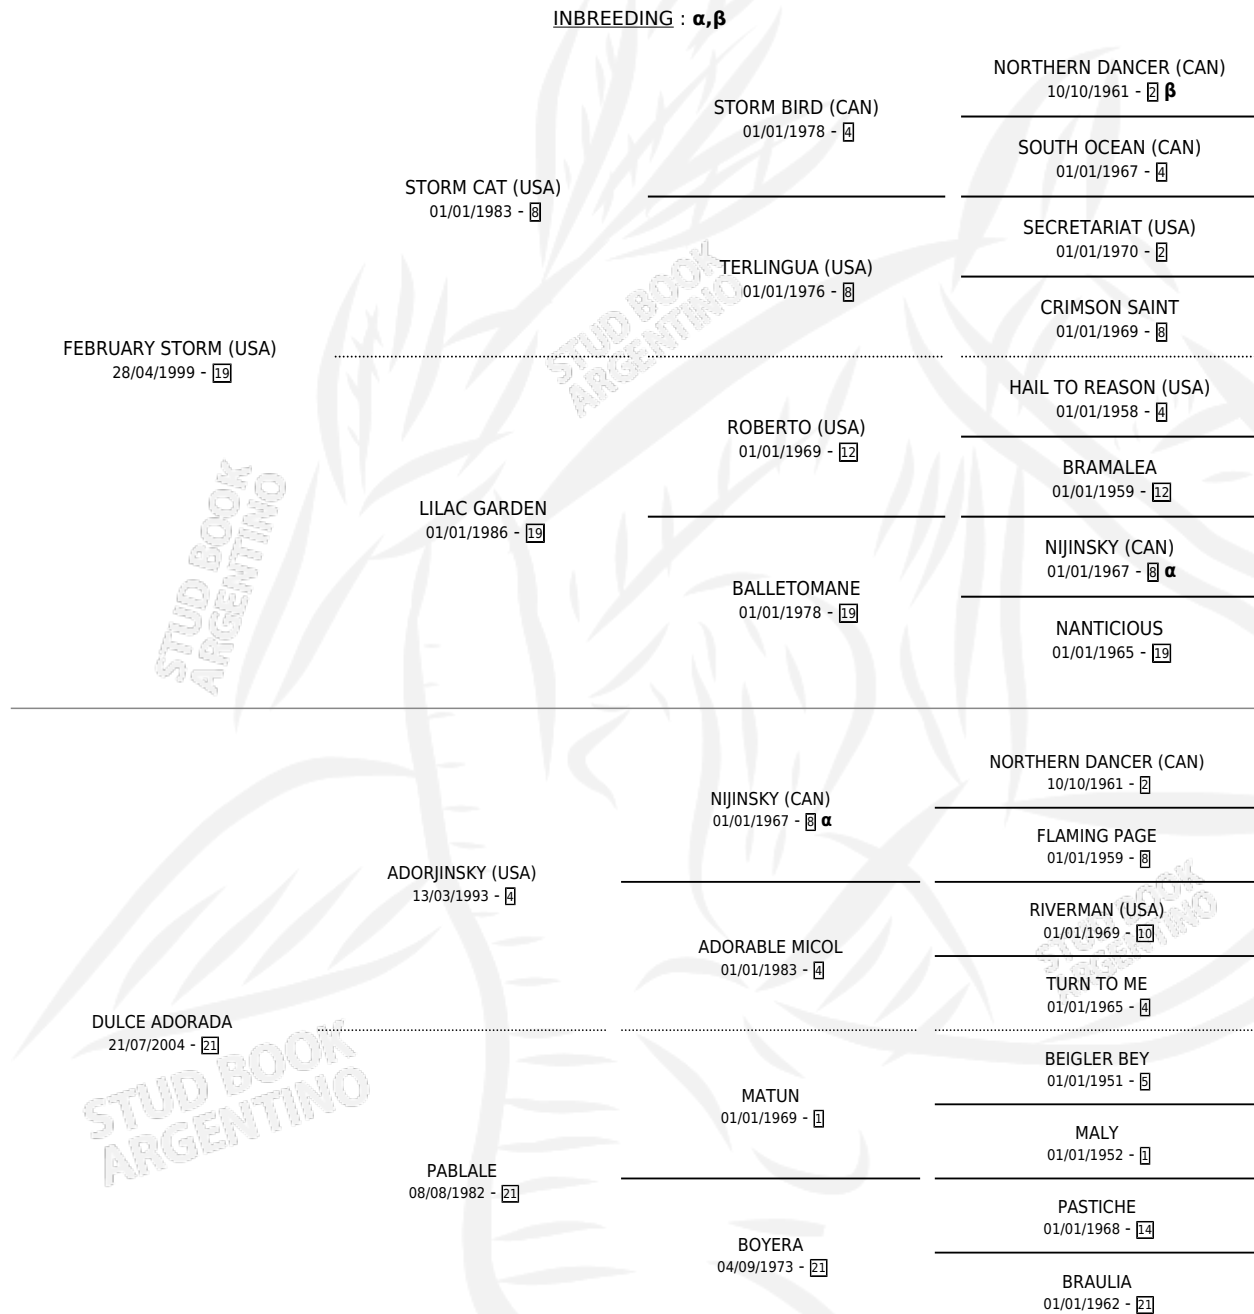 INBREEDING : α,β
FEBRUARY STORM (USA)
28/04/1999 - 19
STORM CAT (USA)
01/01/1983 - 8
LILAC GARDEN
01/01/1986 - 19
STORM BIRD (CAN)
01/01/1978 - 4
TERLINGUA (USA)
01/01/1976 - 8
ROBERTO (USA)
01/01/1969 - 12
BALLETOMANE
01/01/1978 - 19
NORTHERN DANCER (CAN)
10/10/1961 - 2 β
SOUTH OCEAN (CAN)
01/01/1967 - 4
SECRETARIAT (USA)
01/01/1970 - 2
CRIMSON SAINT
01/01/1969 - 8
HAIL TO REASON (USA)
01/01/1958 - 4
BRAMALEA
01/01/1959 - 12
NIJINSKY (CAN)
01/01/1967 - 8 α
NANTICIOUS
01/01/1965 - 19
DULCE ADORADA
21/07/2004 - 21
ADORJINSKY (USA)
13/03/1993 - 4
PABLALE
08/08/1982 - 21
NIJINSKY (CAN)
01/01/1967 - 8 α
ADORABLE MICOL
01/01/1983 - 4
MATUN
01/01/1969 - 1
BOYERA
04/09/1973 - 21
NORTHERN DANCER (CAN)
10/10/1961 - 2
FLAMING PAGE
01/01/1959 - 8
RIVERMAN (USA)
01/01/1969 - 10
TURN TO ME
01/01/1965 - 4
BEIGLER BEY
01/01/1951 - 5
MALY
01/01/1952 - 1
PASTICHE
01/01/1968 - 14
BRAULIA
01/01/1962 - 21
STUD BOOK
ARGENTINO
STUD BOOK
ARGENTINO
STUD BOOK
ARGENTINO
STUD BOOK
ARGENTINO